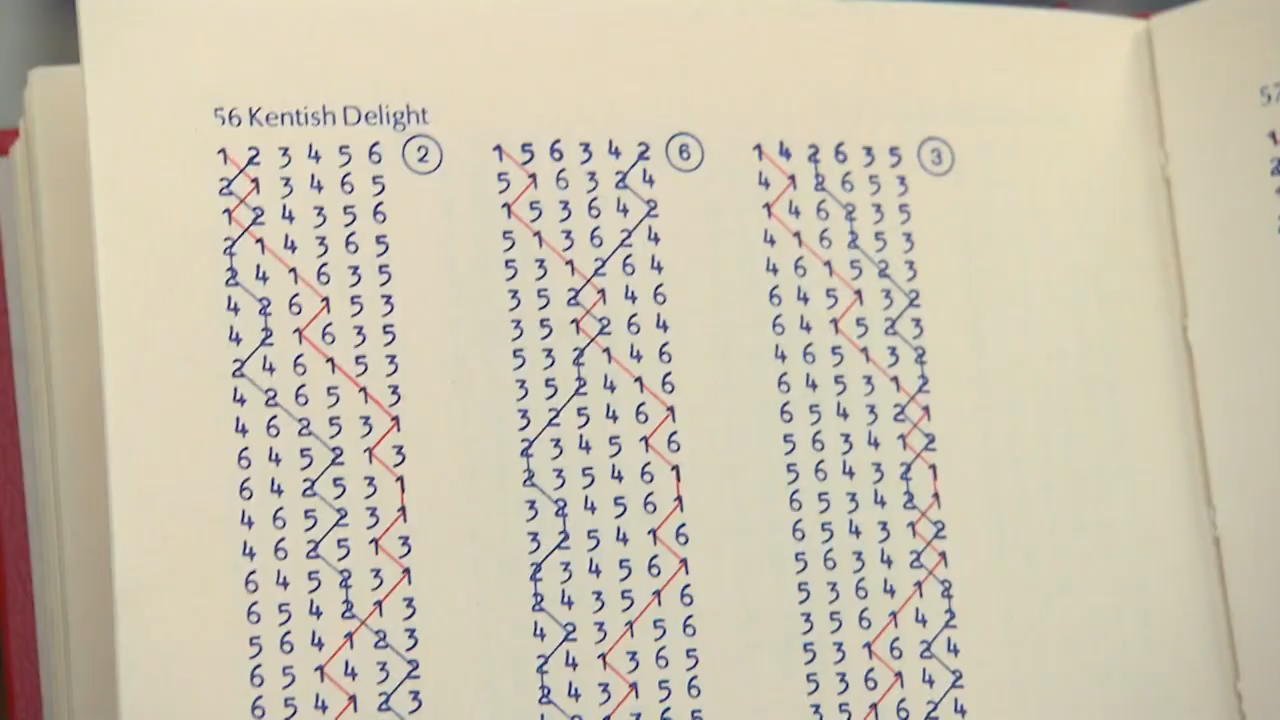 56 Kentish Delight
1 2 3 4 5 6 2
2 1 3 4 6 5
1 2 4 3 5 6
2 1 4 3 6 5
2 4 1 6 3 5
4 2 6 1 5 3
4 2 1 6 3 5
2 4 6 1 5 3
4 2 6 5 1 3
4 6 2 5 3 1
6 4 5 2 1 3
6 4 2 5 3 1
4 6 5 2 3 1
4 6 2 5 1 3
6 4 5 2 3 1
6 5 4 2 1 3
5 6 4 1 2 3
6 5 1 4 3 2
6 5 4 1 2 3
1 5 6 3 4 2 6
5 1 6 3 2 4
1 5 3 6 4 2
5 1 3 6 2 4
5 3 1 2 6 4
3 5 2 1 4 6
3 5 1 2 6 4
5 3 2 1 4 6
3 5 2 4 1 6
3 2 5 4 6 1
2 3 4 5 1 6
2 3 5 4 6 1
3 2 4 5 6 1
3 2 5 4 1 6
2 3 4 5 6 1
2 4 3 5 1 6
4 2 3 1 5 6
2 4 1 3 6 5
2 4 3 1 5 6
1 4 2 6 3 5 3
4 1 2 6 5 3
1 4 6 2 3 5
4 1 6 2 5 3
4 6 1 5 2 3
6 4 5 1 3 2
6 4 1 5 2 3
4 6 5 1 3 2
6 4 5 3 1 2
6 5 4 3 2 1
5 6 3 4 1 2
5 6 4 3 2 1
6 5 3 4 2 1
6 5 4 3 1 2
5 6 3 4 2 1
5 3 6 4 1 2
3 5 6 1 4 2
5 3 1 6 2 4
5 3 6 1 4 2
3 5 1 6 2 4